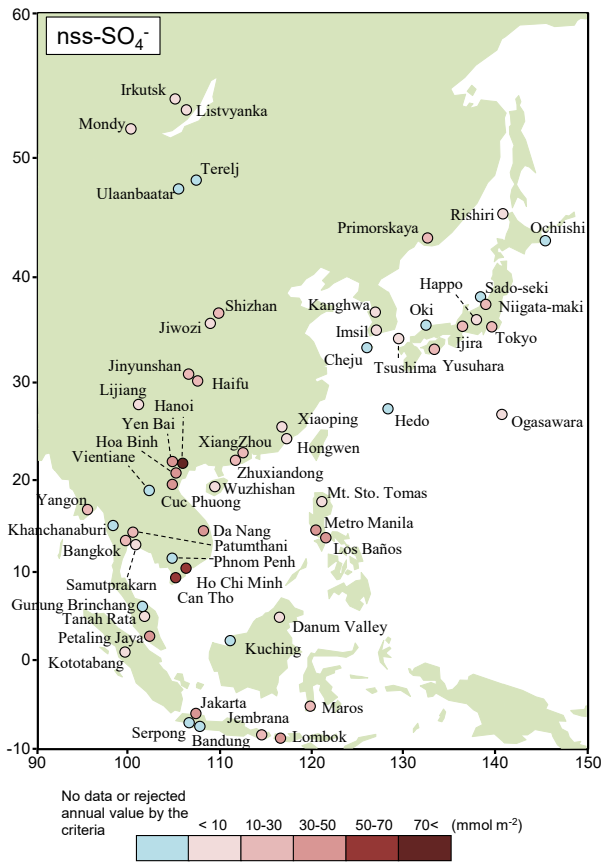 60
nss-SO4-
Irkutsk
Listvyanka
Mondy
50
Terelj
Ulaanbaatar
Rishiri
Primorskaya
Ochiishi
40
Happo
Sado-seki
Shizhan
Kanghwa
Oki
Niigata-maki
Jiwozi
Imsil
Cheju
Ijira
Tokyo
Tsushima
Yusuhara
Jinyunshan
30
Haifu
Lijiang
Hanoi
Yen Bai
Xiaoping
Hedo
Ogasawara
Hoa Binh
XiangZhou
Hongwen
Vientiane
Zhuxiandong
20
Cuc Phuong
Wuzhishan
Yangon
Mt. Sto. Tomas
Khanchanaburi
Da Nang
Metro Manila
Patumthani
Bangkok
Los Baños
Phnom Penh
10
Samutprakarn
Ho Chi Minh
Can Tho
Gunung Brinchang
Tanah Rata
Danum Valley
Petaling Jaya
Kuching
0
Kototabang
Jakarta
Jembrana
Maros
Serpong
Bandung
Lombok
-10
90 100 110 120 130 140 150
No data or rejected
annual value by the
criteria
< 10 10-30 30-50 50-70 70< (mmol m-2)